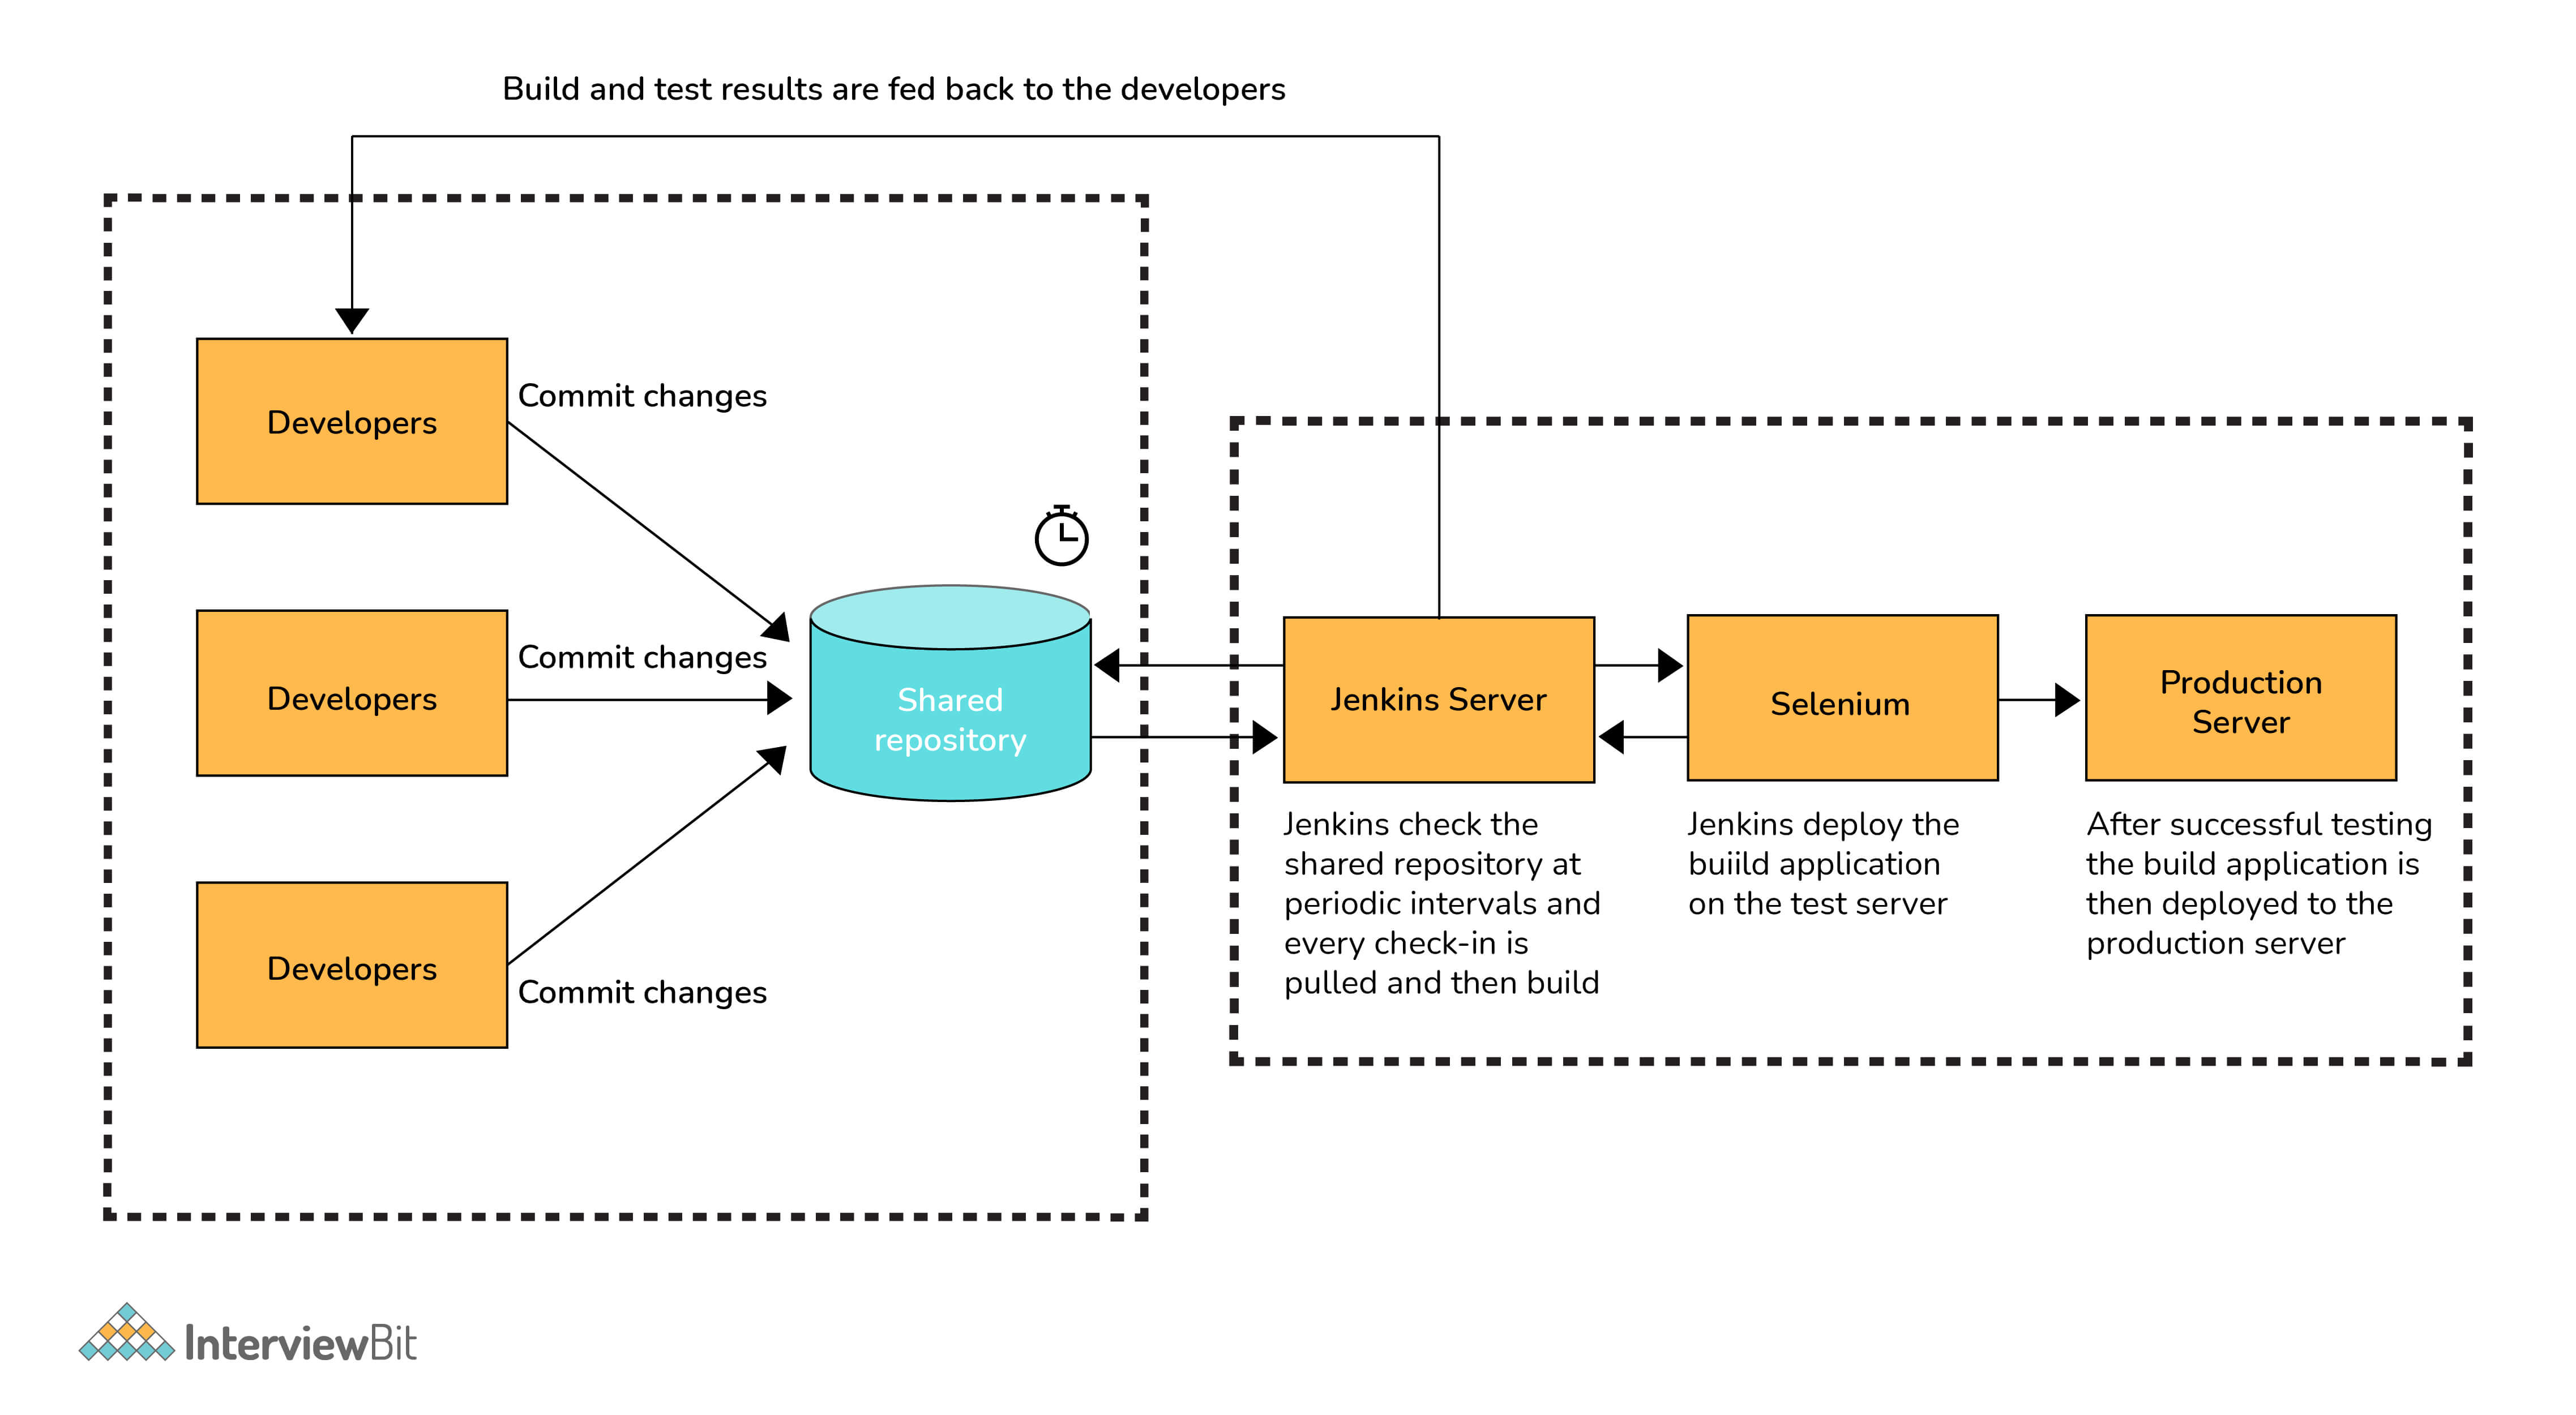 Build and test results are fed back to the developers
Developers
Commit changes
Developers
Commit changes
Developers
Commit changes
Shared
repository
Jenkins Server
Jenkins check the
shared repository at
periodic intervals and
every check-in is
pulled and then build
Selenium
Jenkins deploy the
buiild application
on the test server
Production
Server
After successful testing
the build application is
then deployed to the
production server
InterviewBit